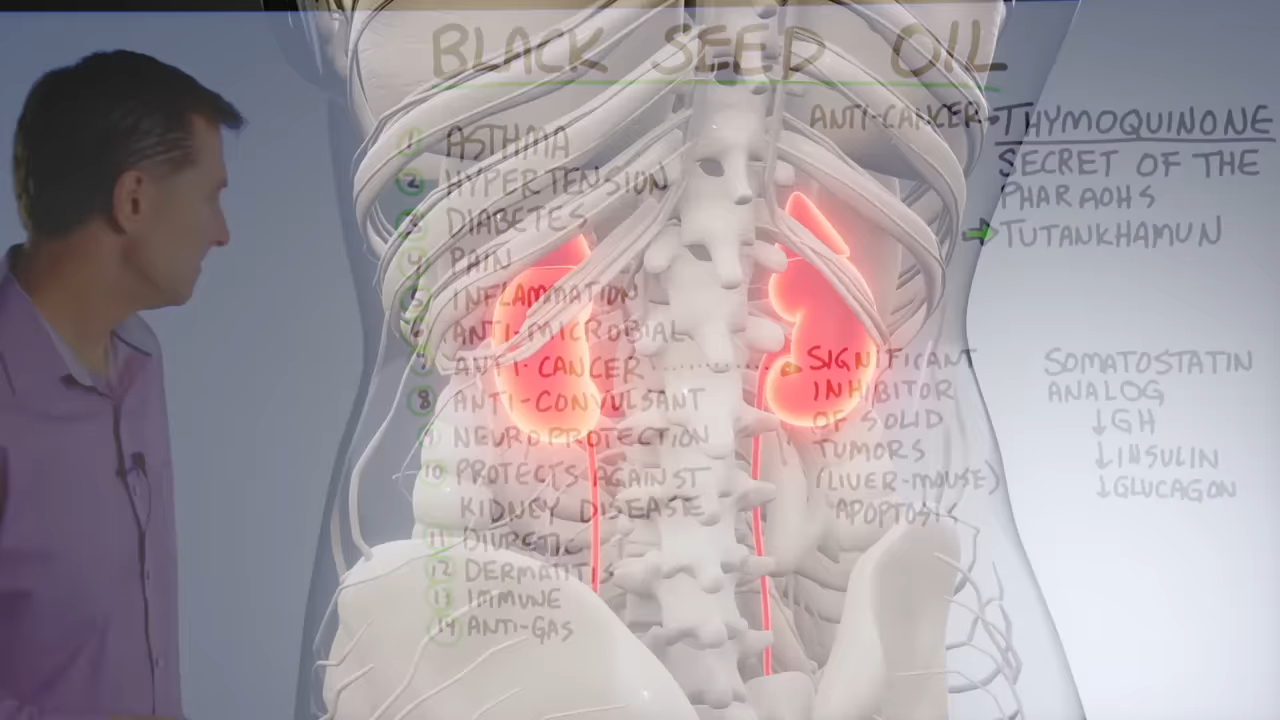 BLACK SEED OIL
1 ASTHMA
2 HYPERTENSION
3 DIABETES
4 PAIN
5 INFLAMMATION
6 ANTI-MICROBIAL
7 ANTI-CANCER
8 ANTI-CONVULSANT
9 NEUROPROTECTION
10 PROTECTS AGAINST
KIDNEY DISEASE
11 DIURETIC
12 DERMATITIS
13 IMMUNE
14 ANTI-GAS
SIGNIFICANT
INHIBITOR
OF SOLID
TUMORS
(LIVER-MOUSE)
APOPTOSIS
ANTI-CANCER
THYMOQUINONE
SECRET OF THE
PHARAOHS
TUTANKHAMUN
SOMATOSTATIN
ANALOG
↓GH
↓INSULIN
↓GLUCAGON